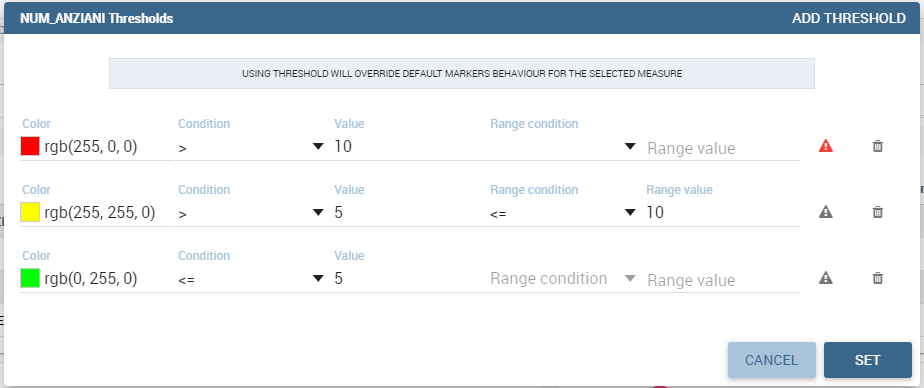 NUM_ANZIANI Thresholds ADD THRESHOLD
USING THRESHOLD WILL OVERRIDE DEFAULT MARKERS BEHAVIOUR FOR THE SELECTED MEASURE
Color Condition Value Range condition
rgb(255, 0, 0) > 10 Range value
Color Condition Value Range condition Range value
rgb(255, 255, 0) > 5 <= 10
Color Condition Value
rgb(0, 255, 0) <= 5 Range condition Range value
CANCEL SET